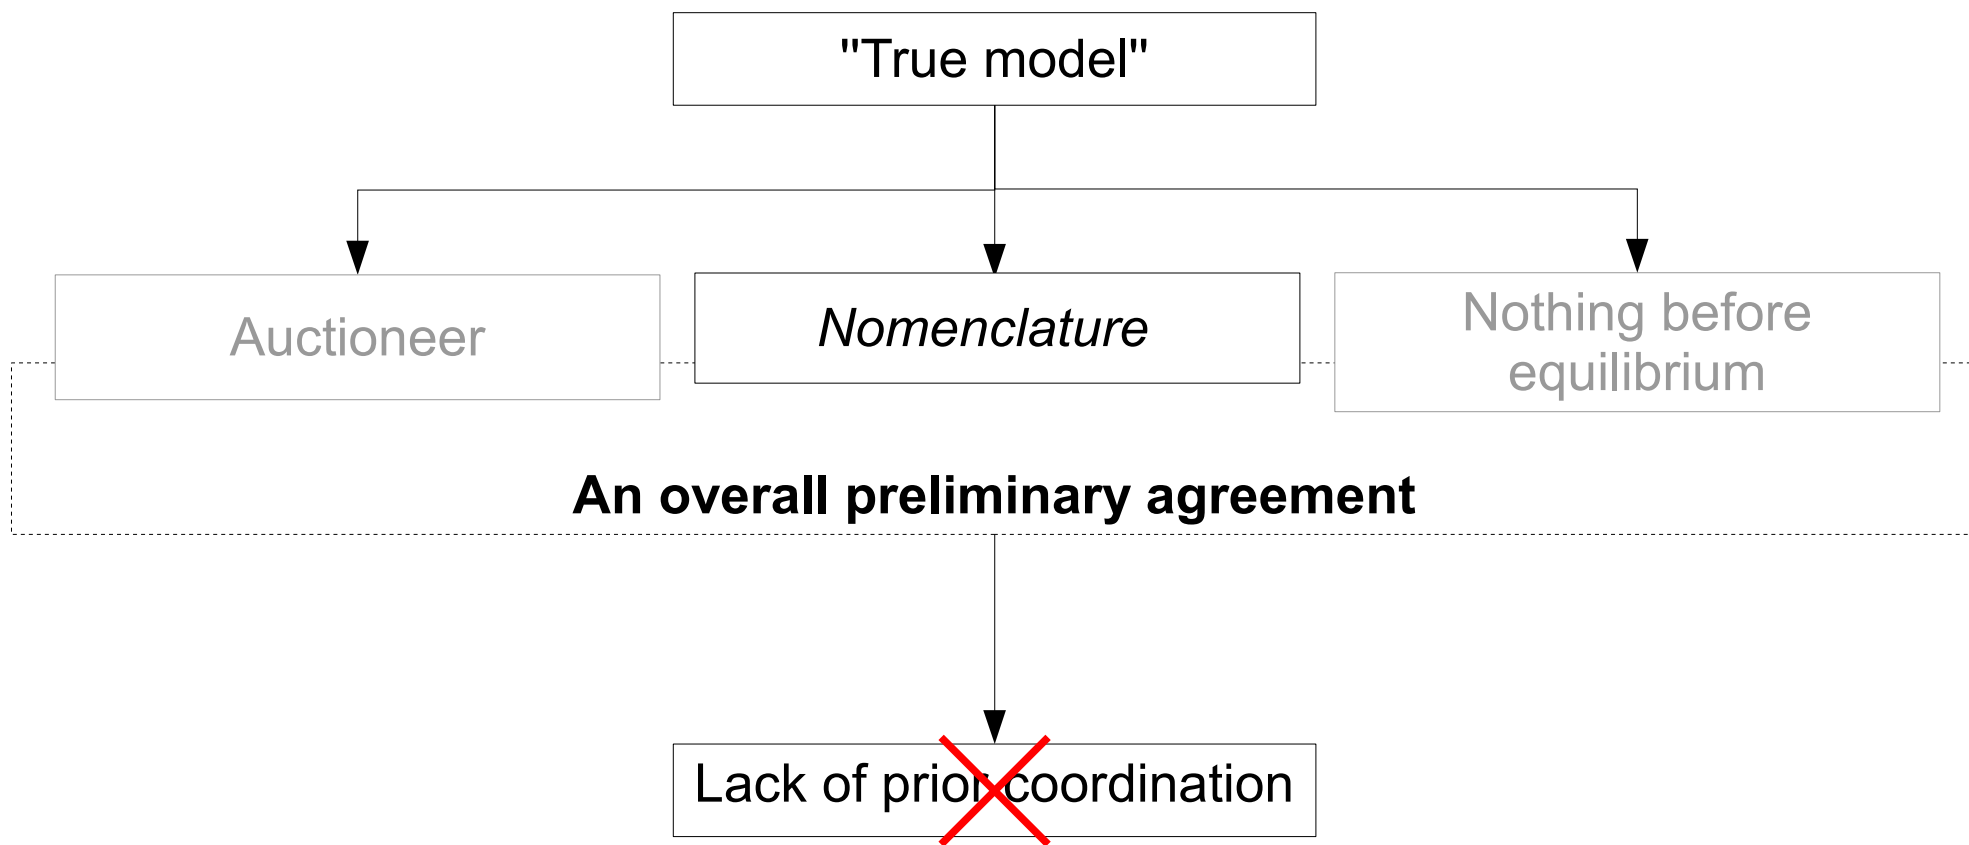 "True model"
Auctioneer
Nomenclature
Nothing before
equilibrium
An overall preliminary agreement
Lack of prior coordination